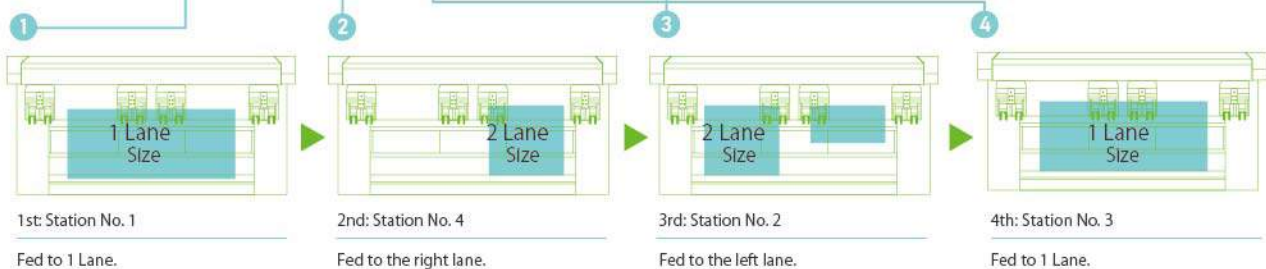 1
2
3
4
1 Lane
Size
2 Lane
Size
2 Lane
Size
1 Lane
Size
1st: Station No. 1
2nd: Station No. 4
3rd: Station No. 2
4th: Station No. 3
Fed to 1 Lane.
Fed to the right lane.
Fed to the left lane.
Fed to 1 Lane.